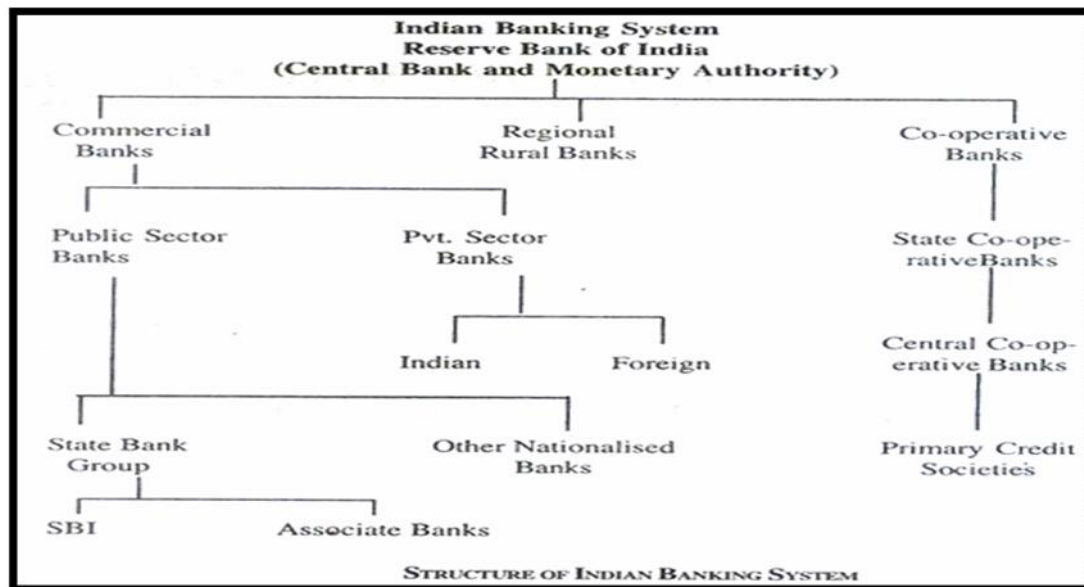 Indian Banking System
Reserve Bank of India
(Central Bank and Monetary Authority)
Commercial
Banks
Regional
Rural Banks
Co-operative
Banks
Public Sector
Banks
Pvt. Sector
Banks
State Co-ope-
rativeBanks
Indian
Foreign
Central Co-op-
erative Banks
State Bank
Group
Other Nationalised
Banks
Primary Credit
Societies
SBI
Associate Banks
STRUCTURE OF INDIAN BANKING SYSTEM